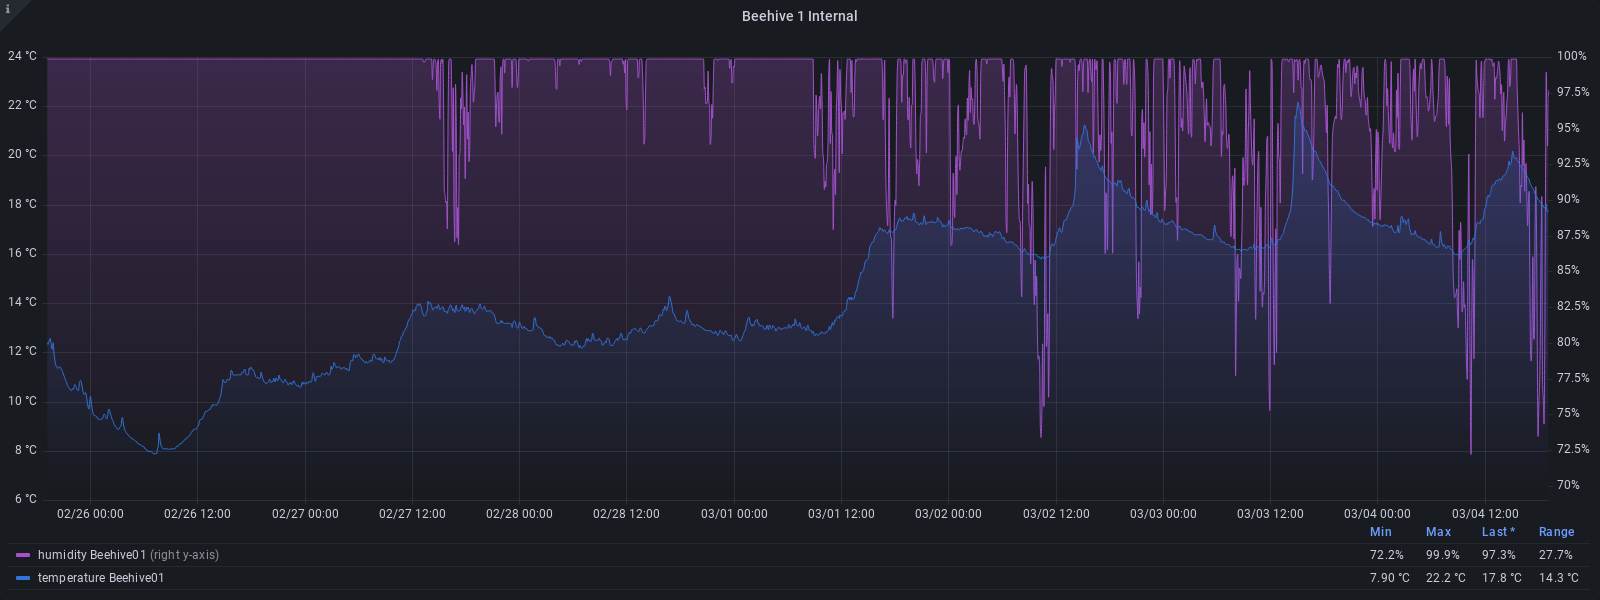 i
Beehive 1 Internal
24 °C
22 °C
20 °C
18 °C
16 °C
14 °C
12 °C
10 °C
8 °C
6 °C
100%
97.5%
95%
92.5%
90%
87.5%
85%
82.5%
80%
77.5%
75%
72.5%
70%
02/26 00:00 02/26 12:00 02/27 00:00 02/27 12:00 02/28 00:00 02/28 12:00 03/01 00:00 03/01 12:00 03/02 00:00 03/02 12:00 03/03 00:00 03/03 12:00 03/04 00:00 03/04 12:00
Min Max Last * Range
humidity Beehive01 (right y-axis) 72.2% 99.9% 97.3% 27.7%
temperature Beehive01 7.90 °C 22.2 °C 17.8 °C 14.3 °C